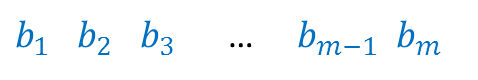 b₁ b₂ b₃ ... bₘ₋₁ bₘ